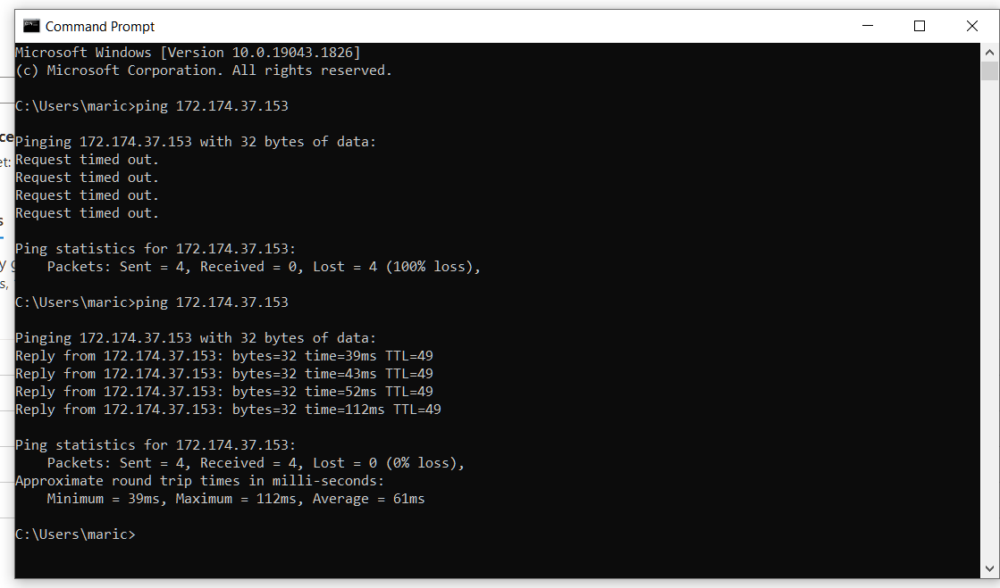 Command Prompt
Microsoft Windows [Version 10.0.19043.1826]
(c) Microsoft Corporation. All rights reserved.
C:\Users\maric>ping 172.174.37.153
Pinging 172.174.37.153 with 32 bytes of data:
Request timed out.
Request timed out.
Request timed out.
Request timed out.
Ping statistics for 172.174.37.153:
    Packets: Sent = 4, Received = 0, Lost = 4 (100% loss),
C:\Users\maric>ping 172.174.37.153
Pinging 172.174.37.153 with 32 bytes of data:
Reply from 172.174.37.153: bytes=32 time=39ms TTL=49
Reply from 172.174.37.153: bytes=32 time=43ms TTL=49
Reply from 172.174.37.153: bytes=32 time=52ms TTL=49
Reply from 172.174.37.153: bytes=32 time=112ms TTL=49
Ping statistics for 172.174.37.153:
    Packets: Sent = 4, Received = 4, Lost = 0 (0% loss),
Approximate round trip times in milli-seconds:
    Minimum = 39ms, Maximum = 112ms, Average = 61ms
C:\Users\maric>